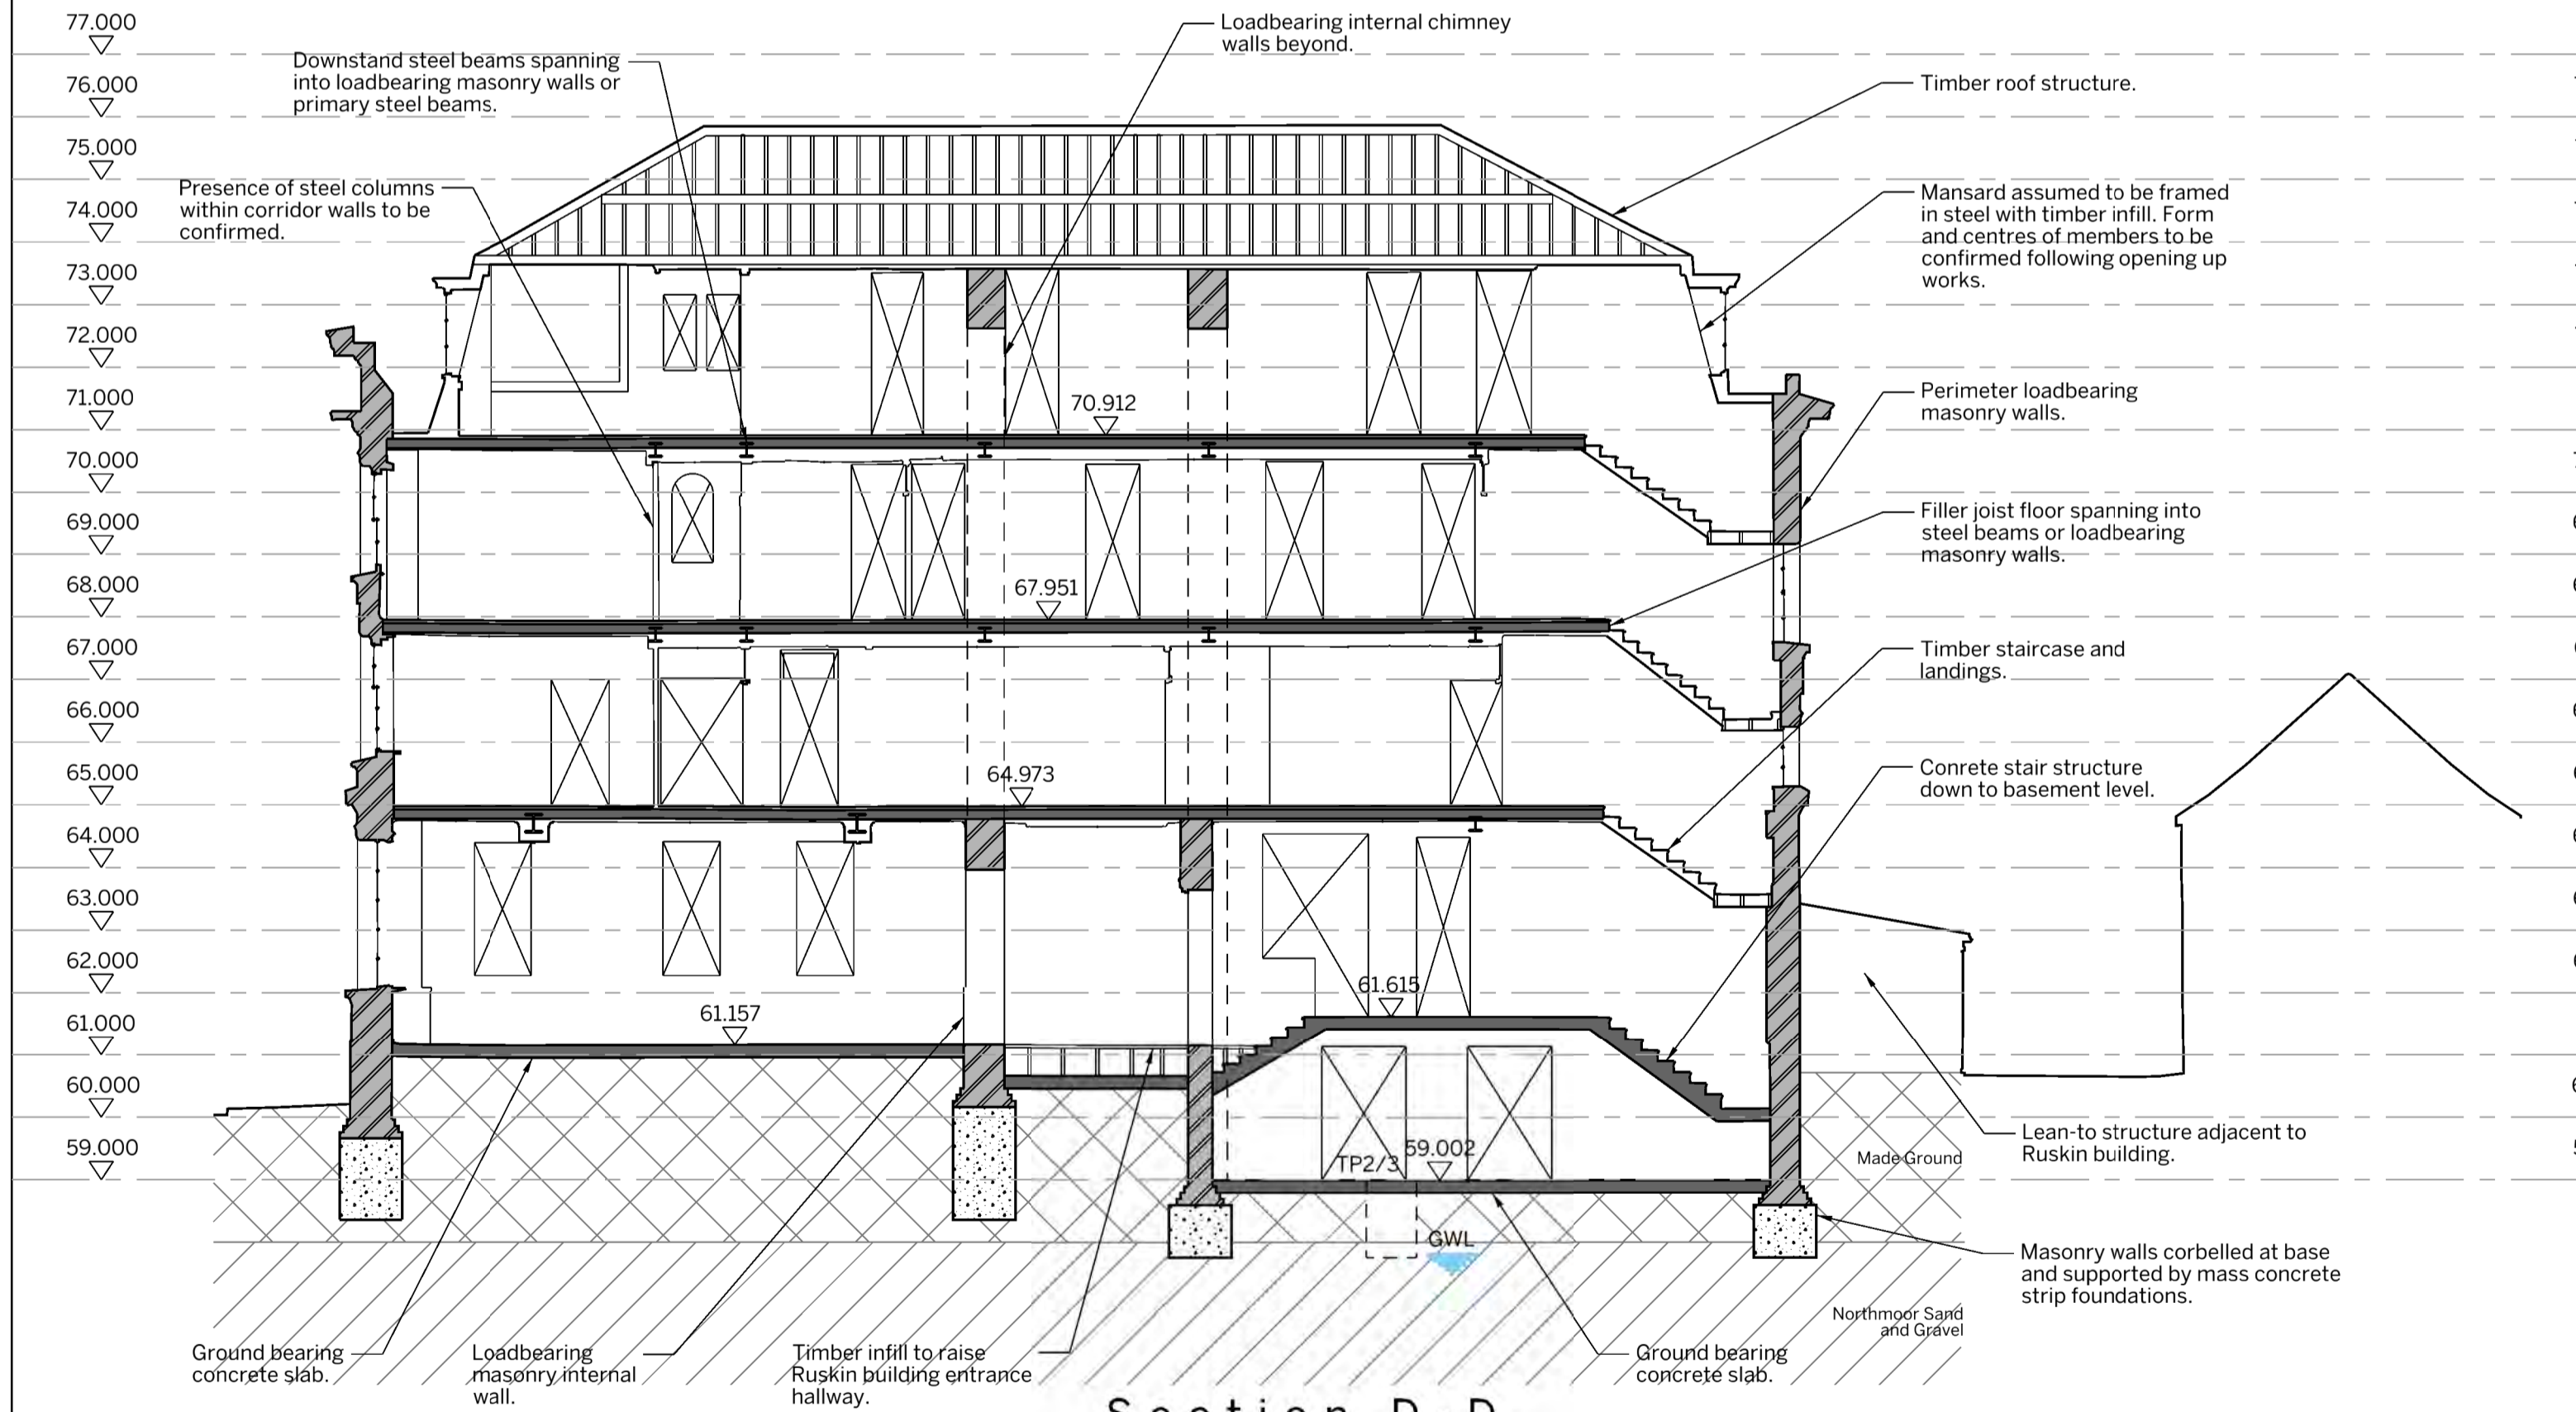 77.000
76.000
75.000
74.000
73.000
72.000
71.000
70.000
69.000
68.000
67.000
66.000
65.000
64.000
63.000
62.000
61.000
60.000
59.000
Downstand steel beams spanning
into loadbearing masonry walls or
primary steel beams.
Presence of steel columns
within corridor walls to be
confirmed.
Loadbearing internal chimney
walls beyond.
Timber roof structure.
Mansard assumed to be framed
in steel with timber infill. Form
and centres of members to be
confirmed following opening up
works.
Perimeter loadbearing
masonry walls.
Filler joist floor spanning into
steel beams or loadbearing
masonry walls.
Timber staircase and
landings.
Conrete stair structure
down to basement level.
70.912
67.951
64.973
61.615
61.157
59.002
TP2/3
GWL
Made Ground
Lean-to structure adjacent to
Ruskin building.
Masonry walls corbelled at base
and supported by mass concrete
strip foundations.
Northmoor Sand
and Gravel
Ground bearing
concrete slab.
Loadbearing
masonry internal
wall.
Timber infill to raise
Ruskin building entrance
hallway.
Ground bearing
concrete slab.